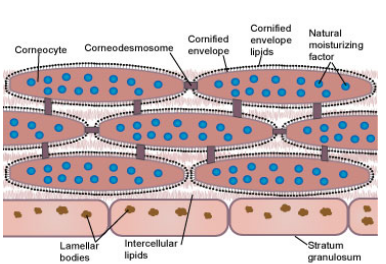 Corneocyte
Corneodesmosome
Cornified
envelope
Cornified
envelope
lipids
Natural
moisturizing
factor
Lamellar
bodies
Intercellular
lipids
Stratum
granulosum